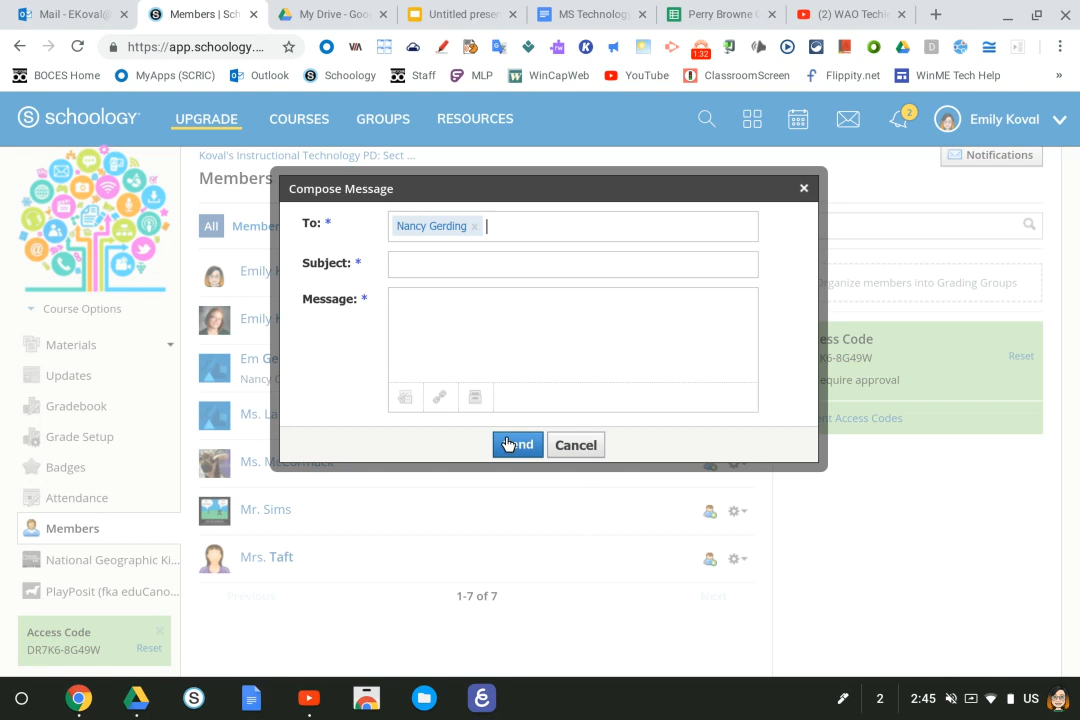 Mail - EKoval@
Members | Sch
My Drive - Goo
Untitled prese
MS Technology
Perry Browne C
(2) WAO Techie
https://app.schoology....
1:32
BOCES Home
MyApps (SCRIC)
Outlook
Schoology
Staff
MLP
WinCapWeb
YouTube
ClassroomScreen
Flippity.net
WinME Tech Help
»
S schoology
UPGRADE
COURSES
GROUPS
RESOURCES
2
Emily Koval
Koval's Instructional Technology PD: Sect ...
Notifications
Members
Compose Message
To: *
Nancy Gerding
All
Membe
Subject: *
Message: *
Emily
Organize members into Grading Groups
Course Options
Emily
Materials
ess Code
Em Ge
K6-8G49W
Reset
Updates
Nancy
equire approval
Gradebook
Ms. La
nt Access Codes
Grade Setup
Send
Cancel
Badges
Ms. McCormack
Attendance
Mr. Sims
Members
Mrs. Taft
National Geographic Ki...
PlayPosit (fka eduCano...
Previous
1-7 of 7
Next
Access Code
DR7K6-8G49W
Reset
2
2:45
US